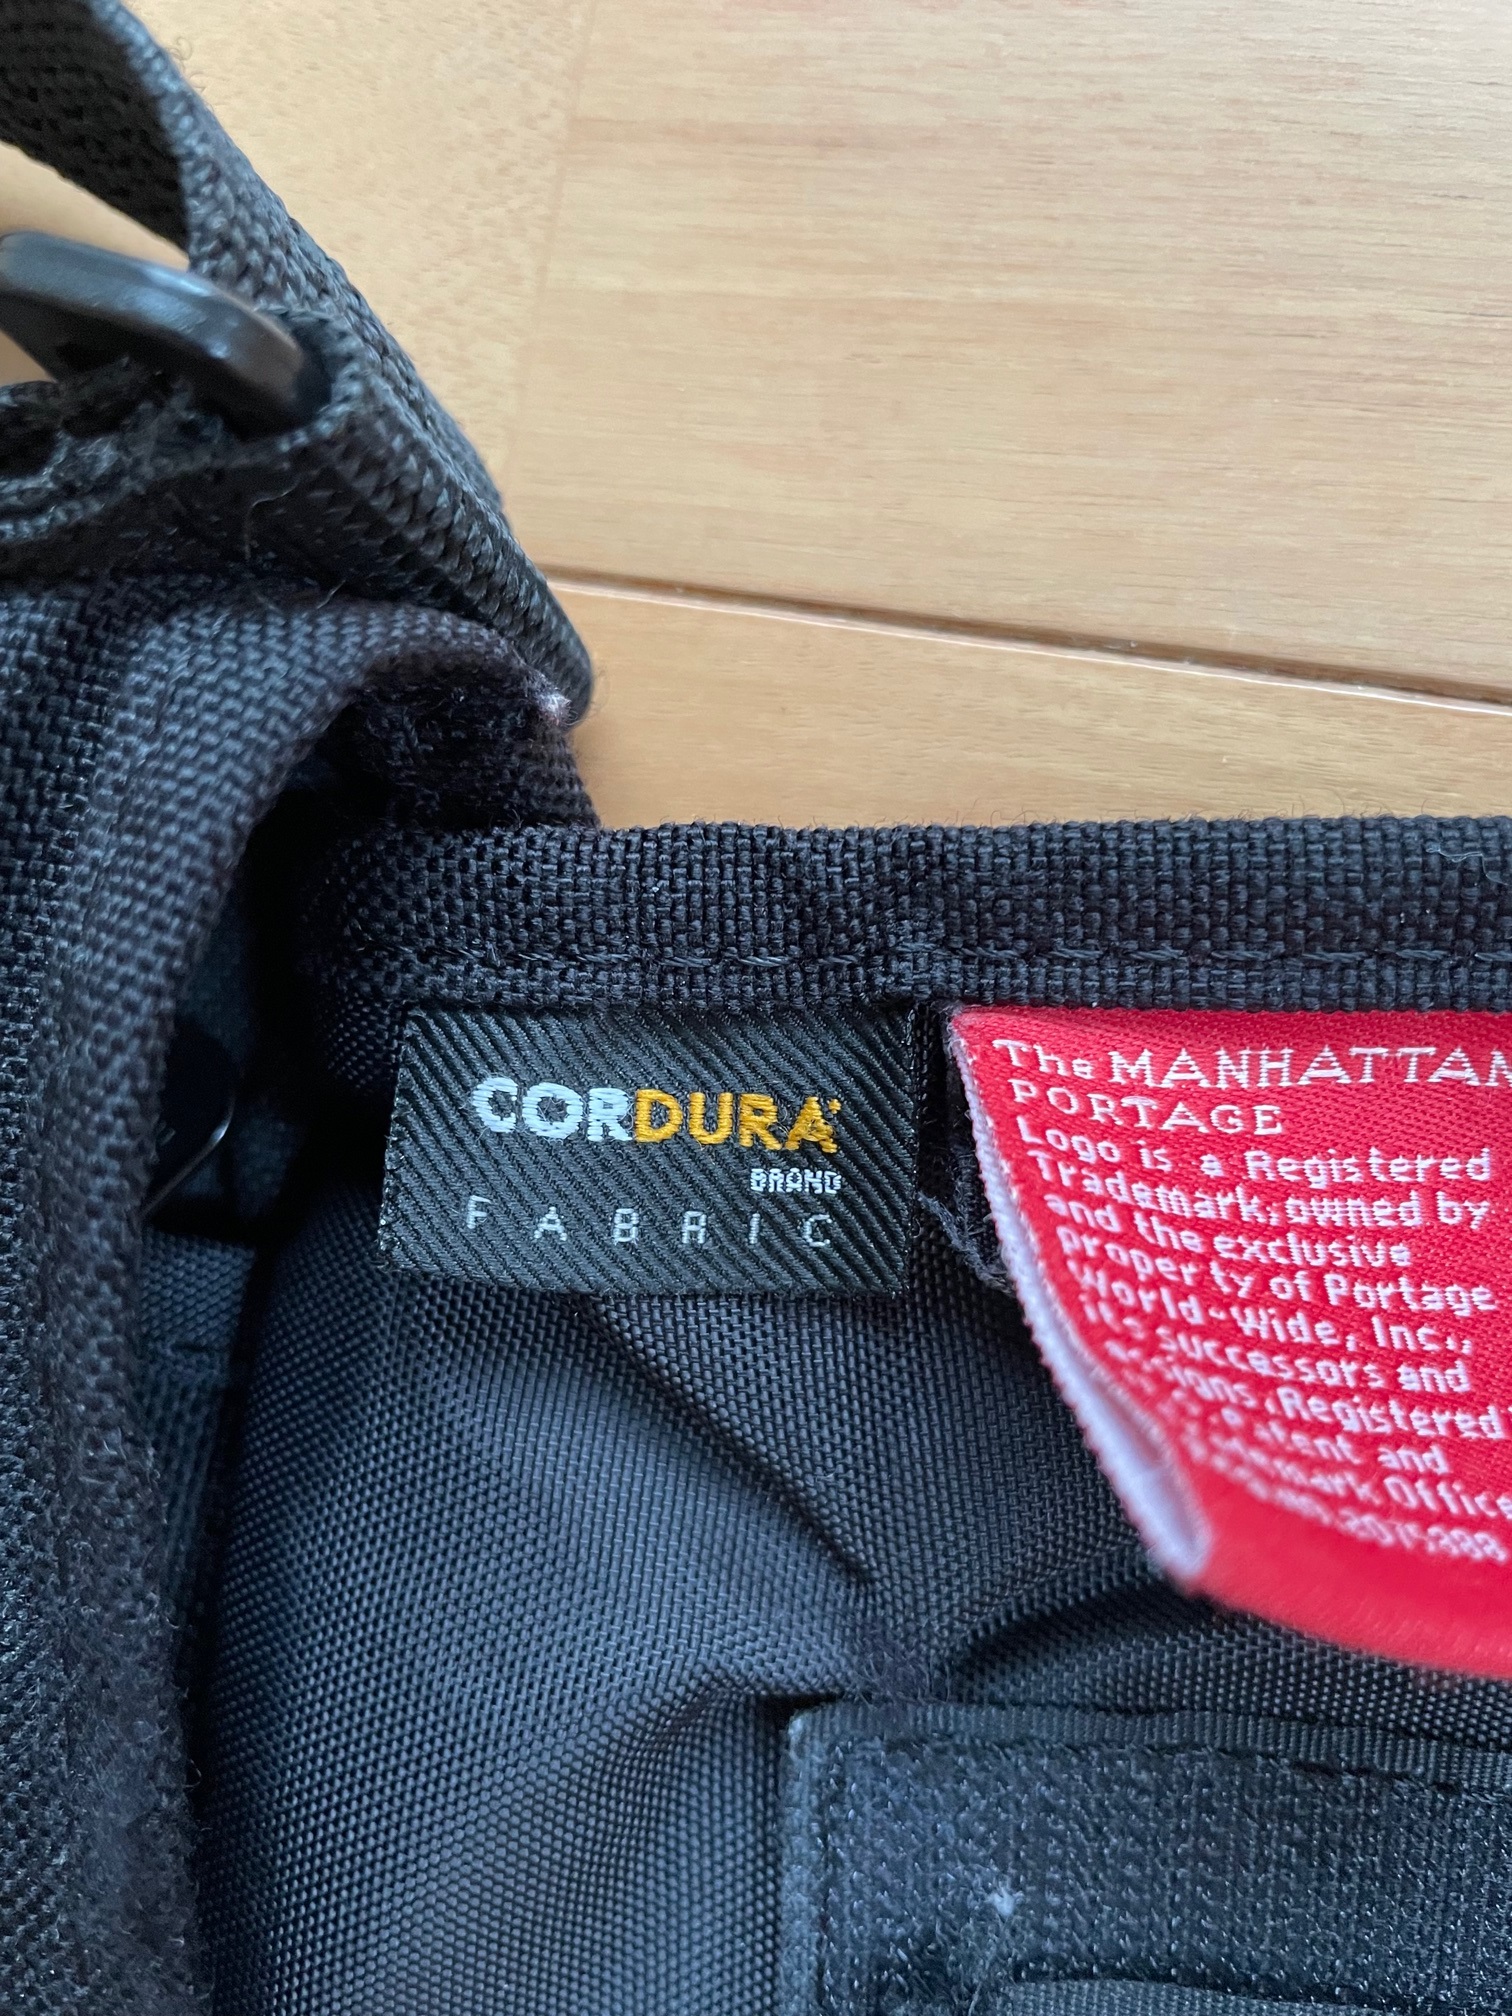 CORDURA
BRAND
FABRIC
The MANHATTAN
PORTAGE
Logo is a Registered
Trademark, owned by
and the exclusive
property of Portage
World-Wide, Inc.,
its successors and
Registered
and
Office